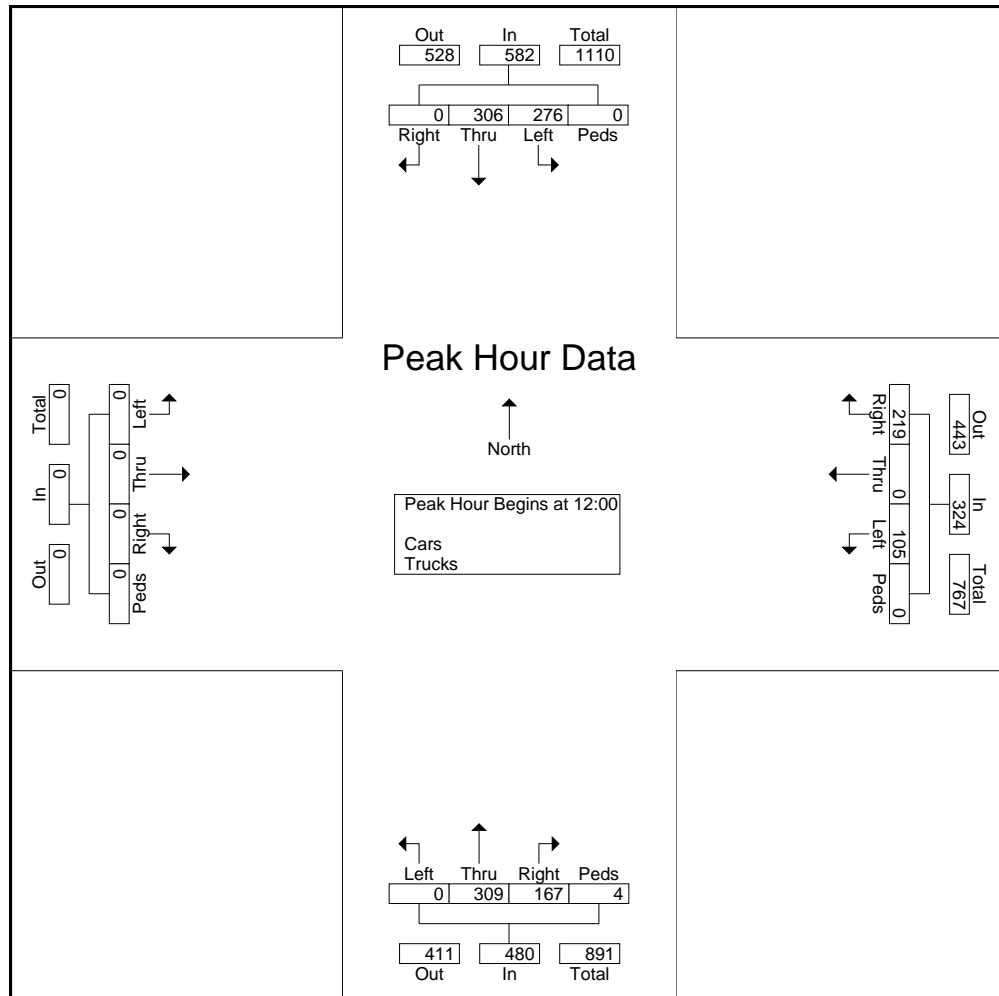 Out In Total
528 582 1110
0 306 276 0
Right Thru Left Peds
Peak Hour Data
North
Peak Hour Begins at 12:00
Cars
Trucks
Total In Out
0 0 0
0 0 0 0
Left Thru Right Peds
Right Thru Left Peds
219 0 105 0
443 324 767
Out In Total
Left Thru Right Peds
0 309 167 4
411 480 891
Out In Total